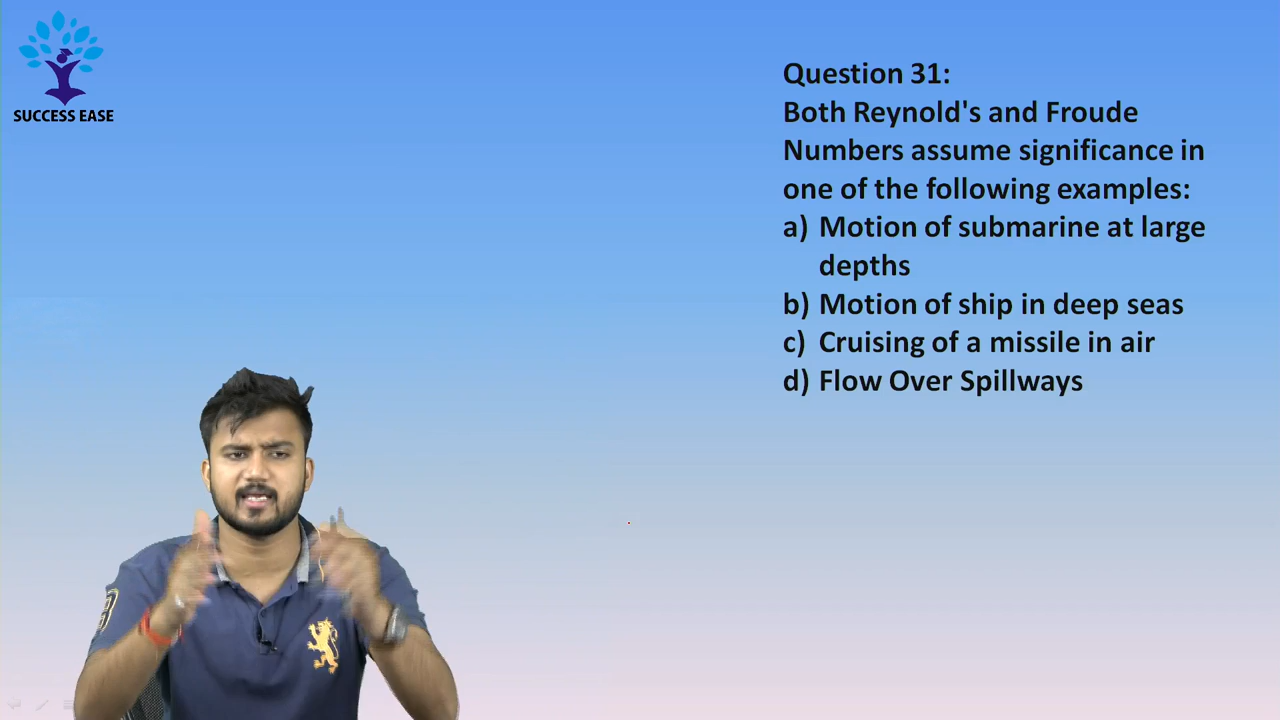 SUCCESS EASE
Question 31:
Both Reynold's and Froude
Numbers assume significance in
one of the following examples:
a) Motion of submarine at large
depths
b) Motion of ship in deep seas
c) Cruising of a missile in air
d) Flow Over Spillways